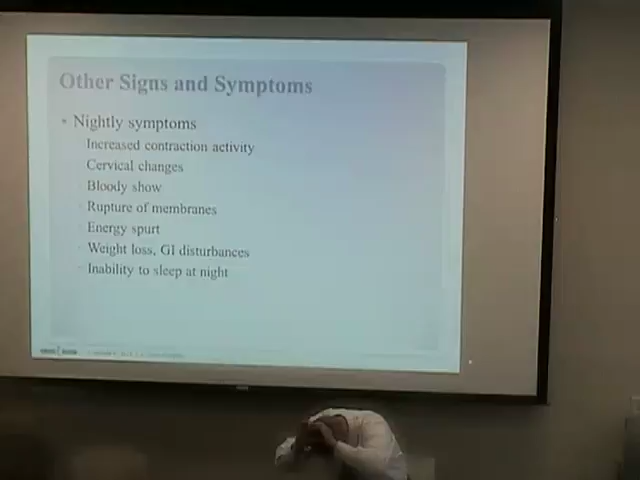 Other Signs and Symptoms
• Nightly symptoms
Increased contraction activity
Cervical changes
Bloody show
Rupture of membranes
Energy spurt
Weight loss, GI disturbances
Inability to sleep at night